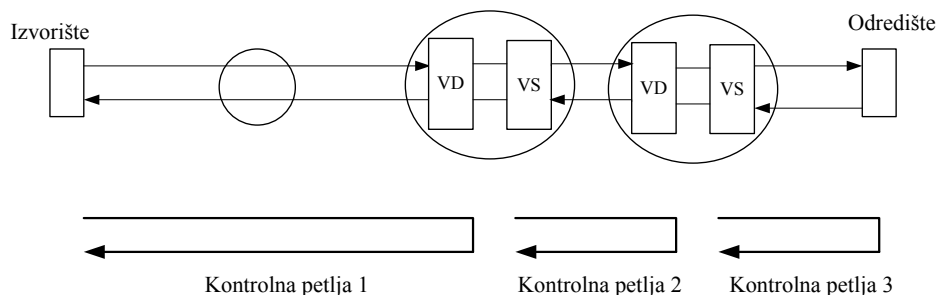 Izvorište
Odredište
VD
VS
VD
VS
Kontrolna petlja 1
Kontrolna petlja 2
Kontrolna petlja 3